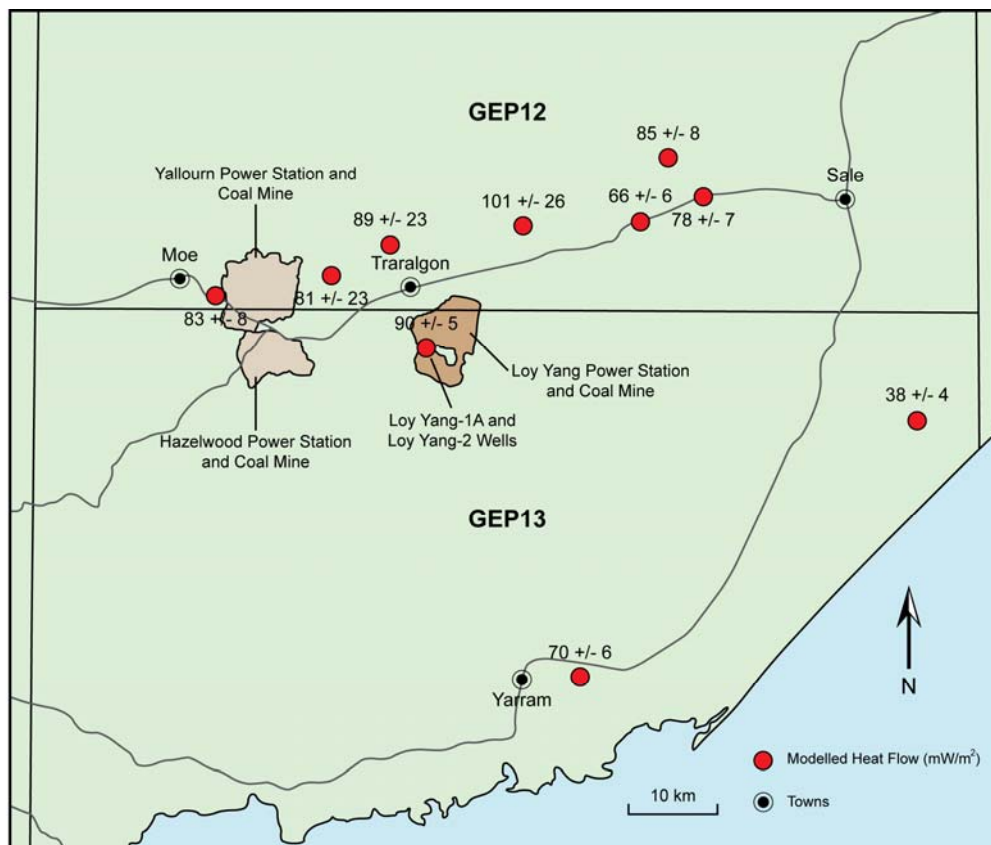 GEP12
85 +/- 8
Yallourn Power Station and
Coal Mine
Sale
101 +/- 26
66 +/- 6
78 +/- 7
89 +/- 23
Moe
Traralgon
81 +/- 23
83 +/- 8
90 +/- 5
Loy Yang Power Station
and Coal Mine
38 +/- 4
Loy Yang-1A and
Loy Yang-2 Wells
Hazelwood Power Station
and Coal Mine
GEP13
70 +/- 6
Yarram
N
Modelled Heat Flow (mW/m²)
10 km
Towns